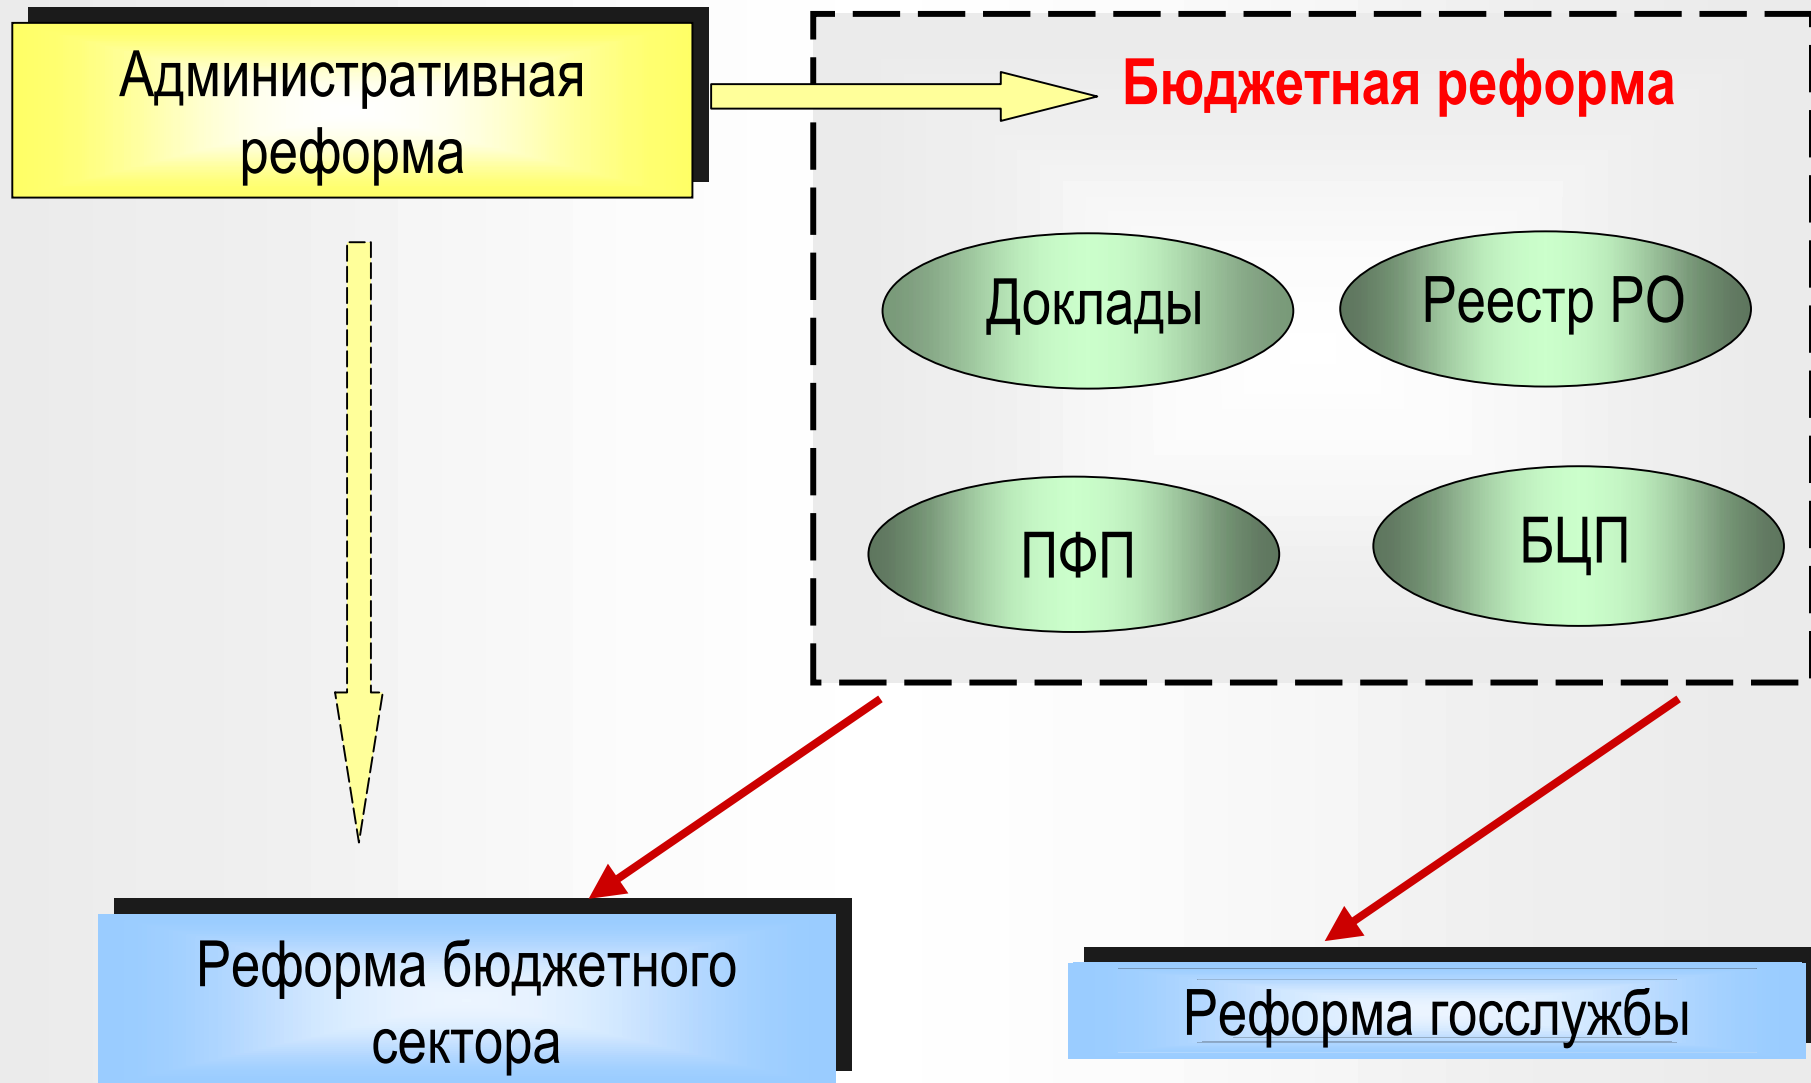 Административная
реформа
Бюджетная реформа
Доклады
Реестр РО
ПФП
БЦП
Реформа бюджетного
сектора
Реформа госслужбы